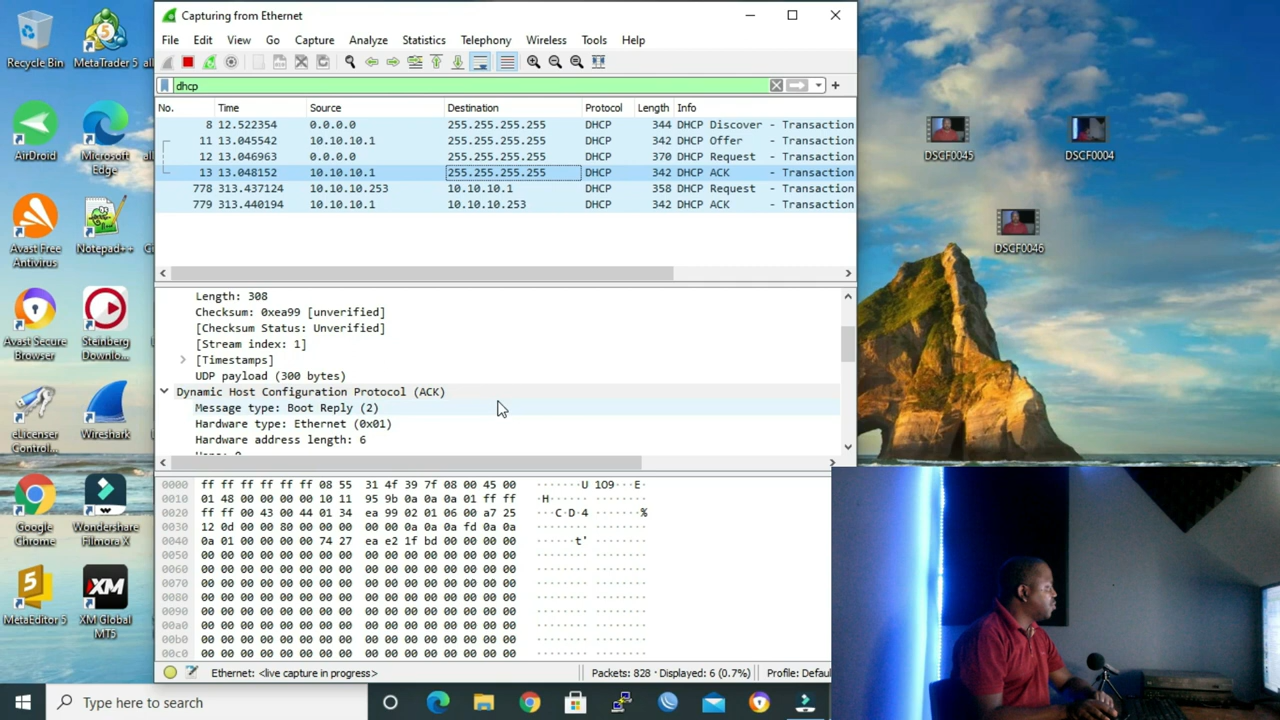 Capturing from Ethernet
File Edit View Go Capture Analyze Statistics Telephony Wireless Tools Help
dhcp
No. Time Source Destination Protocol Length Info
8 12.522354 0.0.0.0 255.255.255.255 DHCP 344 DHCP Discover - Transaction
11 13.045542 10.10.10.1 255.255.255.255 DHCP 342 DHCP Offer - Transaction
12 13.046963 0.0.0.0 255.255.255.255 DHCP 370 DHCP Request - Transaction
13 13.048152 10.10.10.1 255.255.255.255 DHCP 342 DHCP ACK - Transaction
778 313.437124 10.10.10.253 10.10.10.1 DHCP 358 DHCP Request - Transaction
779 313.440194 10.10.10.1 10.10.10.253 DHCP 342 DHCP ACK - Transaction
Length: 308
Checksum: 0xea99 [unverified]
[Checksum Status: Unverified]
[Stream index: 1]
[Timestamps]
UDP payload (300 bytes)
Dynamic Host Configuration Protocol (ACK)
Message type: Boot Reply (2)
Hardware type: Ethernet (0x01)
Hardware address length: 6
0000 ff ff ff ff ff ff 08 55 31 4f 39 7f 08 00 45 00 ·······U 1O9···E·
0010 01 48 00 00 00 00 10 11 95 9b 0a 0a 0a 01 ff ff ·H······ ········
0020 ff ff 00 43 00 44 01 34 ea 99 02 01 06 00 a7 25 ···C·D·4 ·······%
0030 12 0d 00 00 80 00 00 00 00 00 0a 0a 0a fd 0a 0a ········ ········
0040 0a 01 00 00 00 00 74 27 ea e2 1f bd 00 00 00 00 ······t' ········
0050 00 00 00 00 00 00 00 00 00 00 00 00 00 00 00 00 ········ ········
0060 00 00 00 00 00 00 00 00 00 00 00 00 00 00 00 00 ········ ········
0070 00 00 00 00 00 00 00 00 00 00 00 00 00 00 00 00 ········ ········
0080 00 00 00 00 00 00 00 00 00 00 00 00 00 00 00 00 ········ ········
0090 00 00 00 00 00 00 00 00 00 00 00 00 00 00 00 00 ········ ········
00a0 00 00 00 00 00 00 00 00 00 00 00 00 00 00 00 00 ········ ········
00b0 00 00 00 00 00 00 00 00 00 00 00 00 00 00 00 00 ········ ········
00c0 00 00 00 00 00 00 00 00 00 00 00 00 00 00 00 00 ········ ········
Ethernet: <live capture in progress>
Packets: 828 · Displayed: 6 (0.7%)
Profile: Defau
Recycle Bin
MetaTrader 5
AirDroid
Microsoft
Edge
Avast Free
Antivirus
Notepad++
Avast Secure
Browser
Steinberg
Downlo...
eLicenser
Control...
Wireshark
Google
Chrome
Wondershare
Filmora X
MetaEditor 5
XM
XM Global
MT5
DSCF0045
DSCF0004
DSCF0046
Type here to search